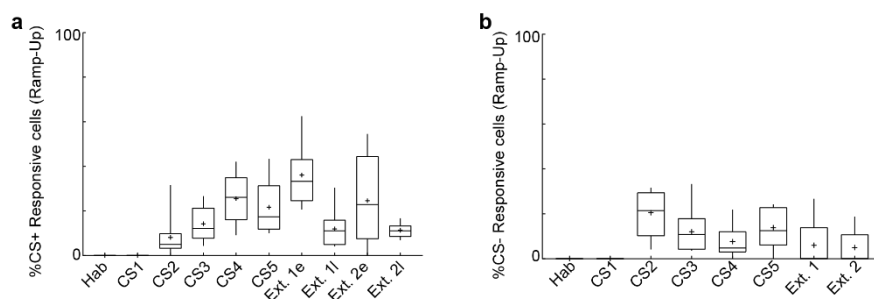 a
%CS+ Responsive cells (Ramp-Up)
100
0
Hab
CS1
CS2
CS3
CS4
CS5
Ext. 1e
Ext. 1l
Ext. 2e
Ext. 2l
b
%CS- Responsive cells (Ramp-Up)
100
0
Hab
CS1
CS2
CS3
CS4
CS5
Ext. 1
Ext. 2